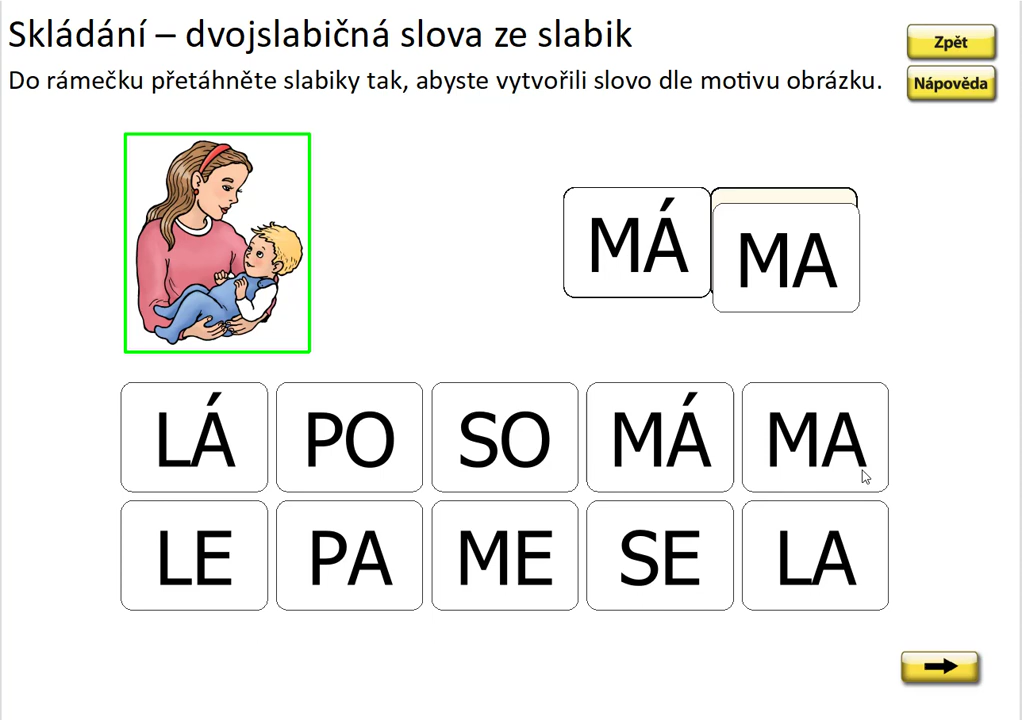 Skládání – dvojslabičná slova ze slabik
Zpět
Do rámečku přetáhněte slabiky tak, abyste vytvořili slovo dle motivu obrázku.
Nápověda
MÁ MA
LÁ PO SO MÁ MA
LE PA ME SE LA